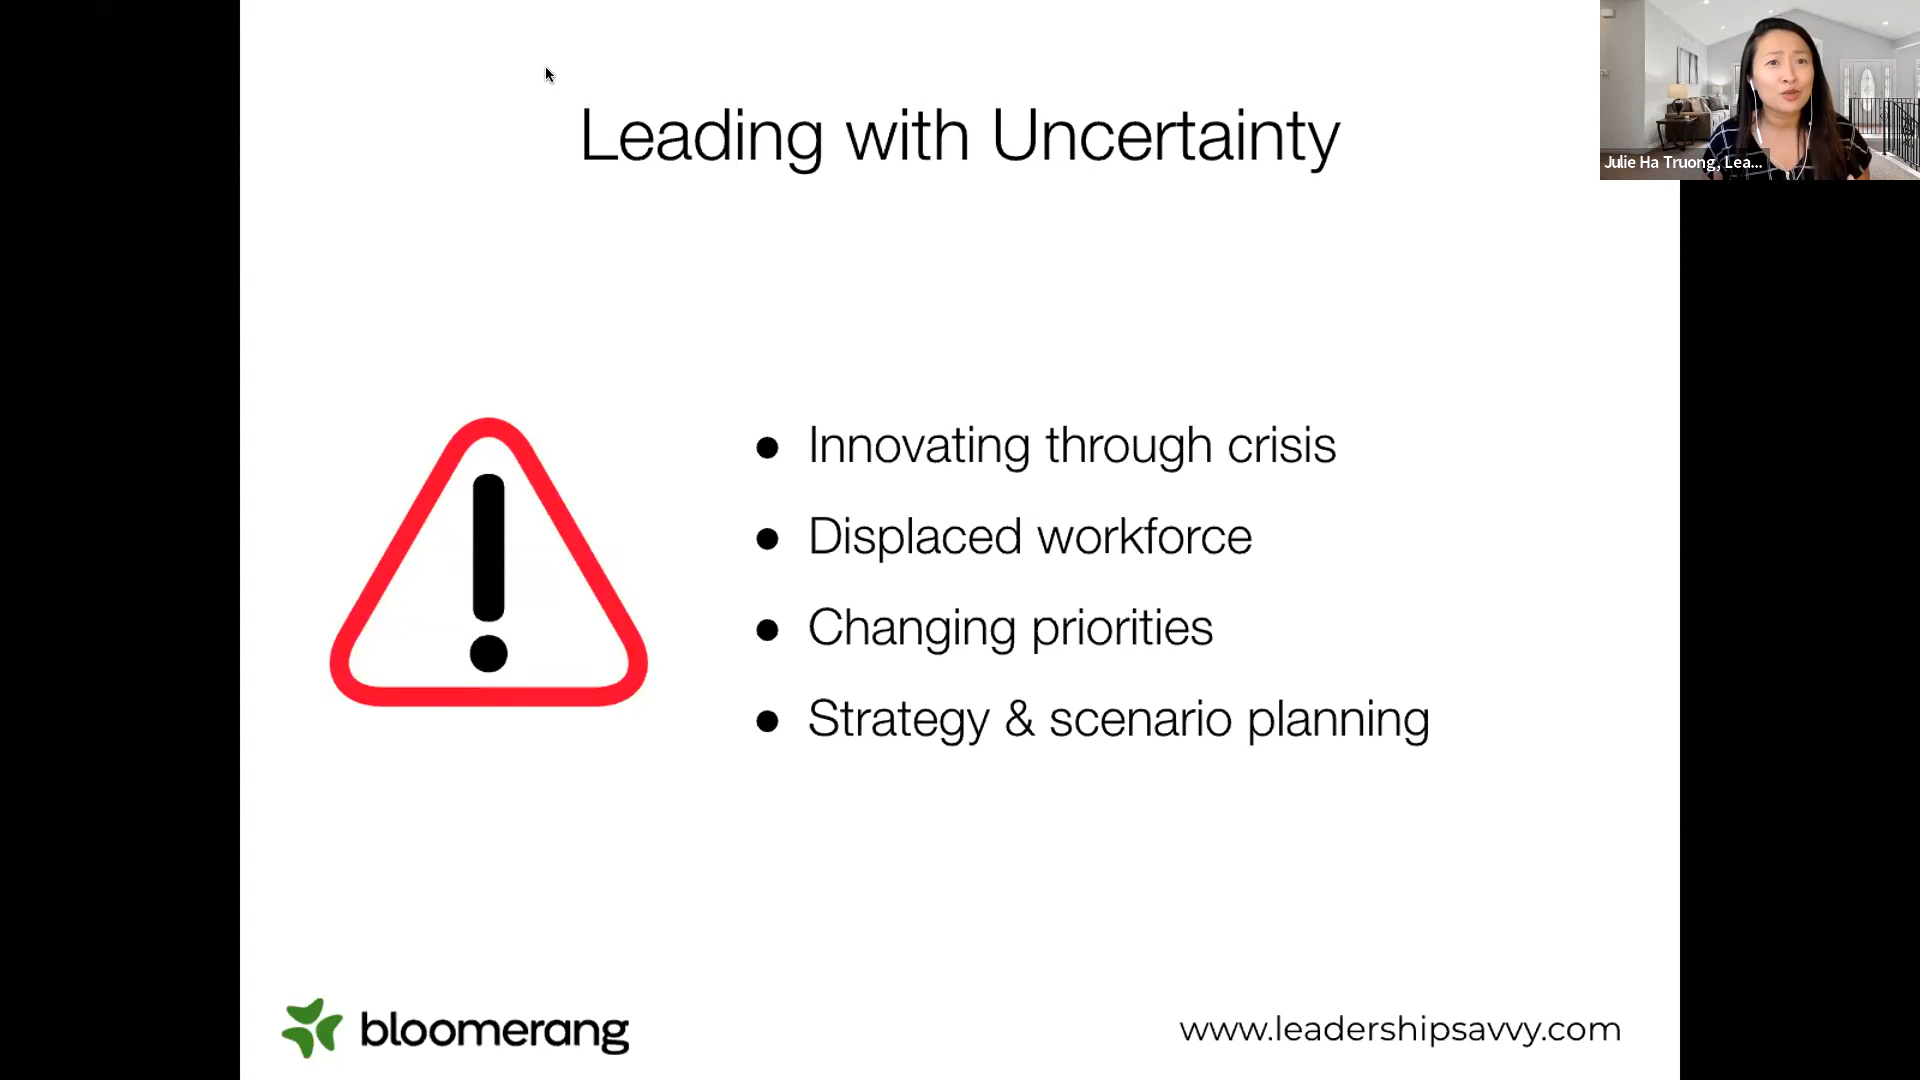 Leading with Uncertainty
Julie Ha Truong, Lea...
● Innovating through crisis
● Displaced workforce
● Changing priorities
● Strategy & scenario planning
bloomerang
www.leadershipsavvy.com